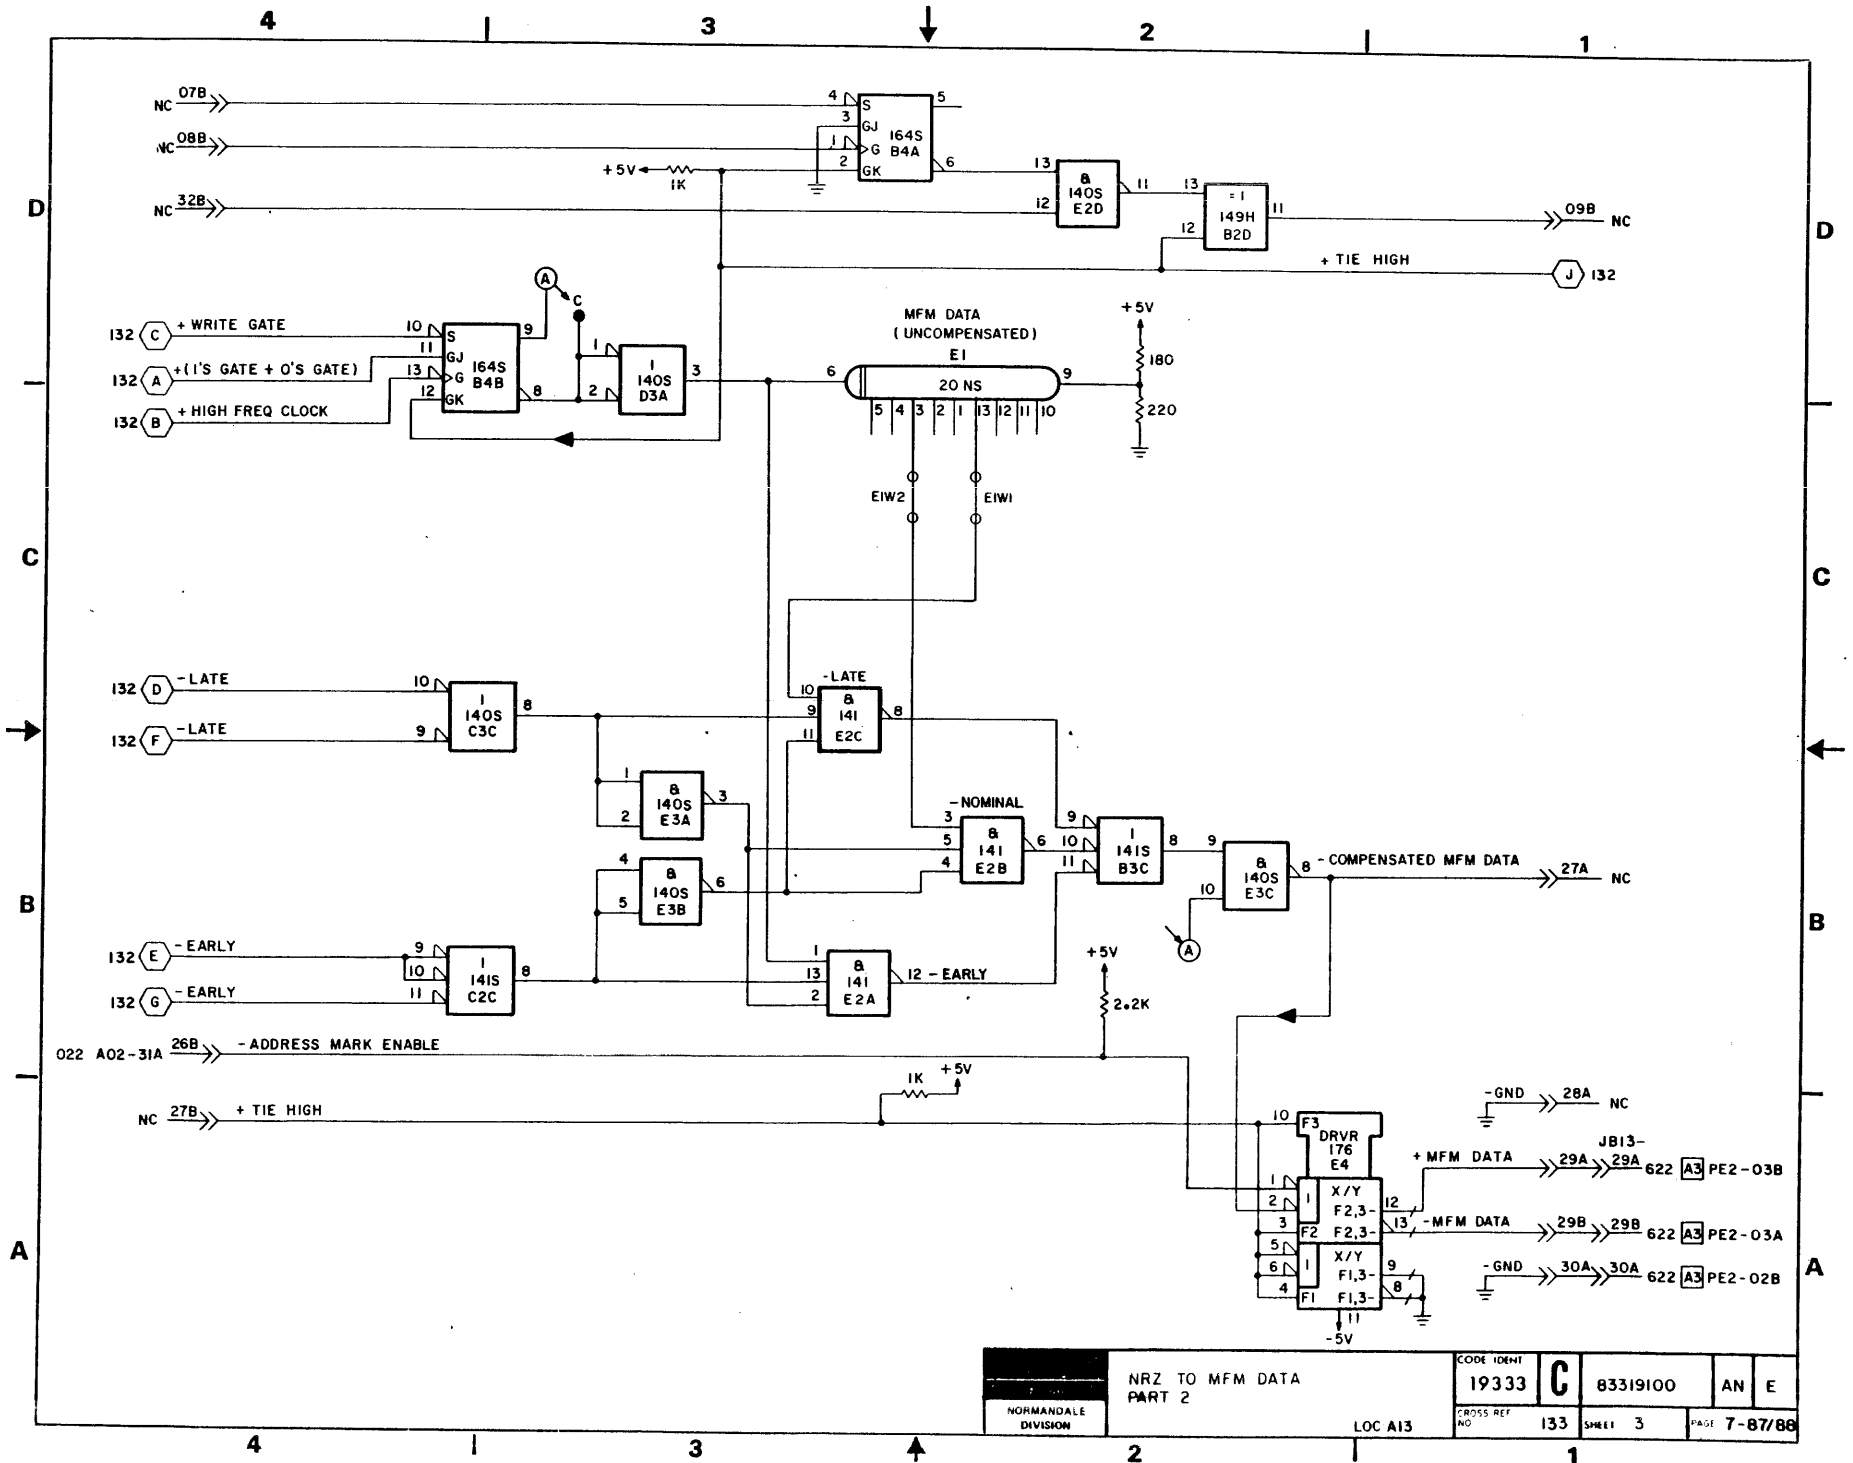 4 3 2 1
NC 07B 4 S 5
3 GJ
NC 08B 1 G 164S B4A
+5V 1K 2 GK 6 13 & 140S E2D 11 13 =1 149H B2D 11 09B NC
NC 32B 12 12
D D
+ TIE HIGH J 132
A C
MFM DATA
(UNCOMPENSATED)
E1
+5V
180
220
132 C + WRITE GATE 10 S 9
132 A +(1'S GATE + 0'S GATE) 11 GJ 164S B4B 1 1 140S D3A 3 6 20 NS 9
13 G
132 B + HIGH FREQ CLOCK 12 GK 8 2
5 4 3 2 1 13 12 11 10
E1W2 E1W1
C C
132 D -LATE 10 1 140S C3C 8
132 F -LATE 9
-LATE
10 9 11 & 141 E2C 8
1 2 & 140S E3A 3
-NOMINAL
3 5 4 & 141 E2B 6
9 10 11 1 141S B3C 8
9 10 & 140S E3C 8 -COMPENSATED MFM DATA 27A NC
A
4 5 & 140S E3B 6
B B
132 E -EARLY 9 10 1 141S C2C 8
132 G -EARLY 11
1 13 2 & 141 E2A 12 -EARLY
+5V
2.2K
022 A02-31A 26B -ADDRESS MARK ENABLE
1K +5V
NC 27B + TIE HIGH
-GND 28A NC
10 F3 DRVR 176 E4
JB13-
+MFM DATA 29A 29A 622 A3 PE2-03B
1 2 1 X/Y F2,3- 12
3 F2 F2,3- 13 -MFM DATA 29B 29B 622 A3 PE2-03A
5 6 1 X/Y F1,3- 9
4 F1 F1,3- 8
-GND 30A 30A 622 A3 PE2-02B
11
-5V
A A
NORMANDALE
DIVISION
NRZ TO MFM DATA
PART 2
LOC A13
CODE IDENT
19333 C 83319100 AN E
CROSS REF
NO 133 SHEET 3 PAGE 7-87/88
4 3 2 1